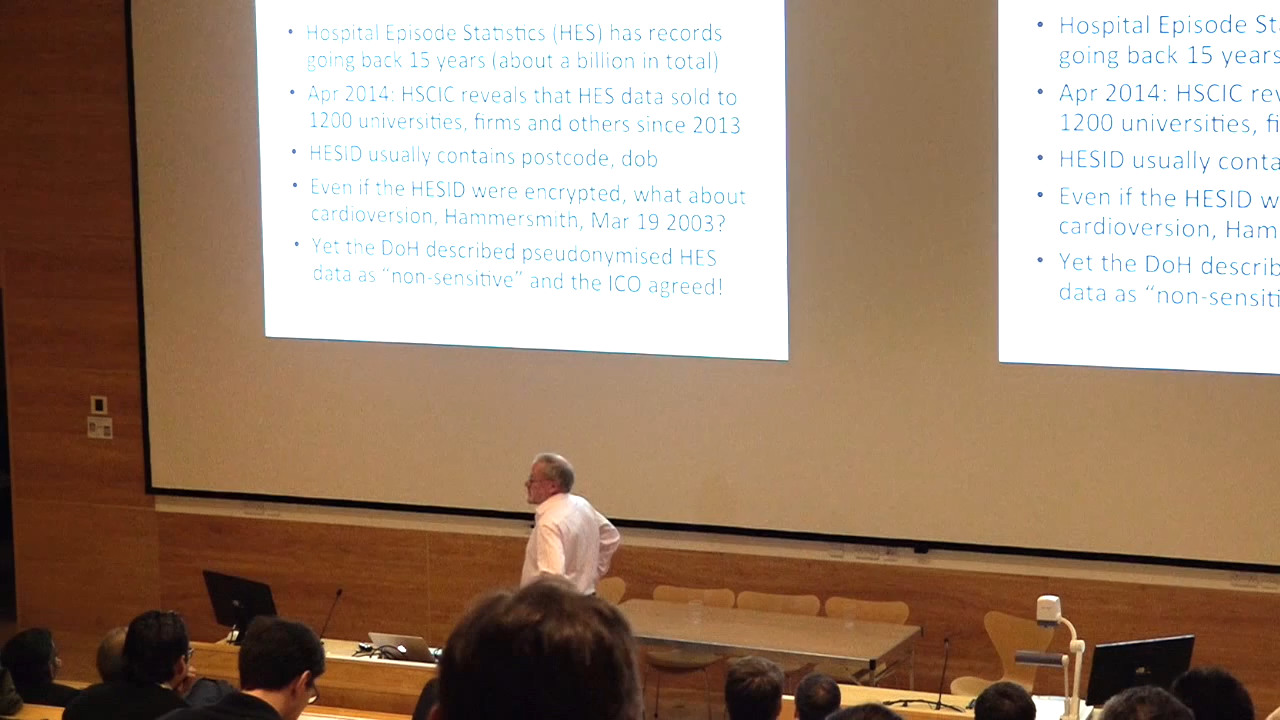 • Hospital Episode Statistics (HES) has records
going back 15 years (about a billion in total)
• Apr 2014: HSCIC reveals that HES data sold to
1200 universities, firms and others since 2013
• HESID usually contains postcode, dob
• Even if the HESID were encrypted, what about
cardioversion, Hammersmith, Mar 19 2003?
• Yet the DoH described pseudonymised HES
data as “non-sensitive” and the ICO agreed!
• Hospital Episode St
going back 15 years
• Apr 2014: HSCIC rev
1200 universities, fi
• HESID usually conta
• Even if the HESID w
cardioversion, Ham
• Yet the DoH describ
data as “non-sensiti